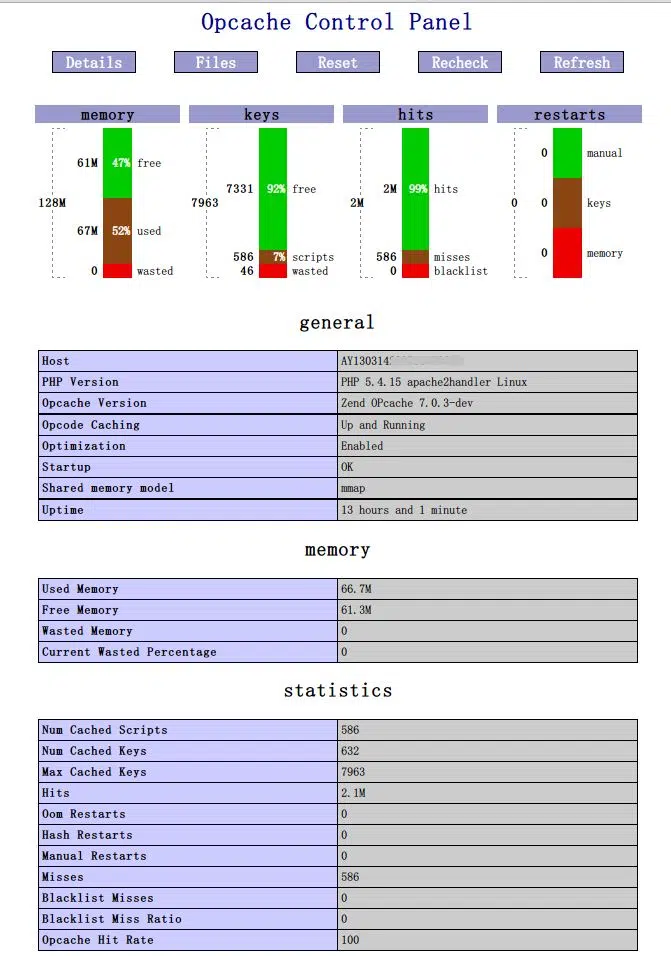 Opcache Control Panel
Details Files Reset Recheck Refresh
memory keys hits restarts
61M 47% free
128M
67M 52% used
0 wasted
7331 92% free
7963
586 7% scripts
46 wasted
2M 99% hits
2M
586 misses
0 blacklist
0 manual
0 0 keys
0 memory
general
Host AY130314
PHP Version PHP 5.4.15 apache2handler Linux
Opcache Version Zend OPcache 7.0.3-dev
Opcode Caching Up and Running
Optimization Enabled
Startup OK
Shared memory model mmap
Uptime 13 hours and 1 minute
memory
Used Memory 66.7M
Free Memory 61.3M
Wasted Memory 0
Current Wasted Percentage 0
statistics
Num Cached Scripts 586
Num Cached Keys 632
Max Cached Keys 7963
Hits 2.1M
Oom Restarts 0
Hash Restarts 0
Manual Restarts 0
Misses 586
Blacklist Misses 0
Blacklist Miss Ratio 0
Opcache Hit Rate 100